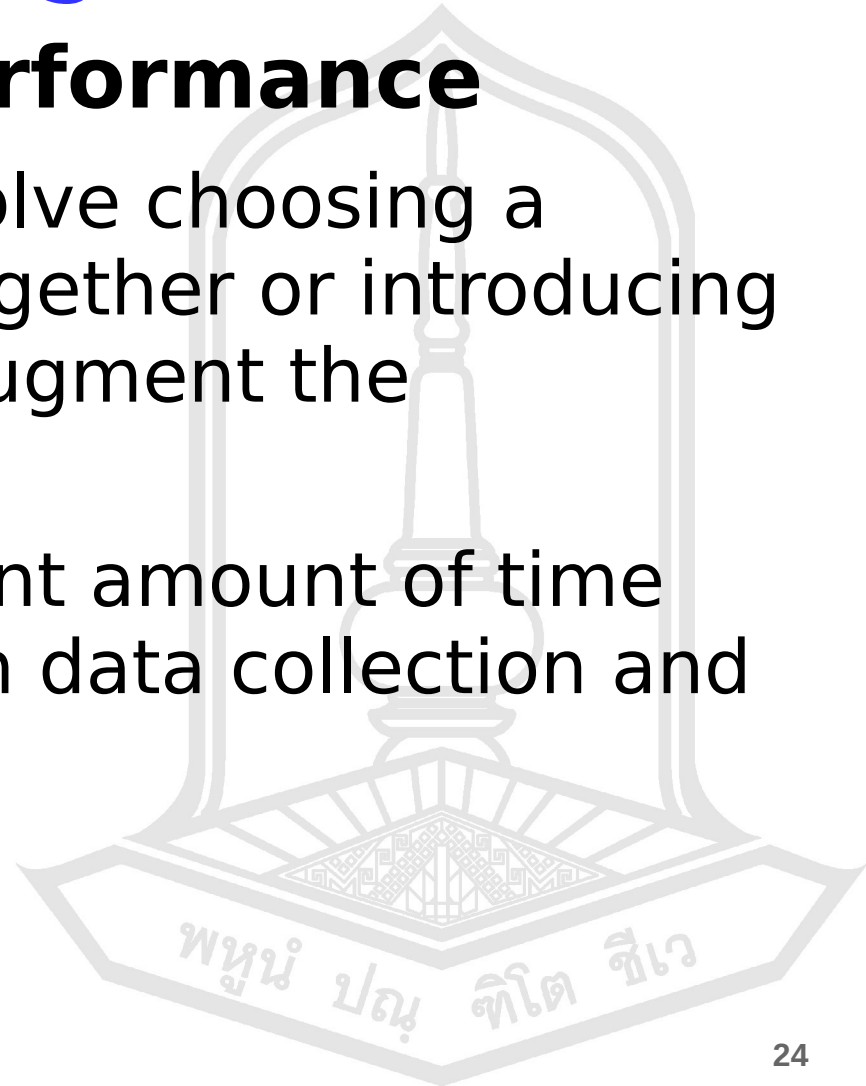 rformance
olve choosing a
gether or introducing
ugment the
nt amount of time
n data collection and
พหูนํ ปณฺ ฑิโต ชีเว
24